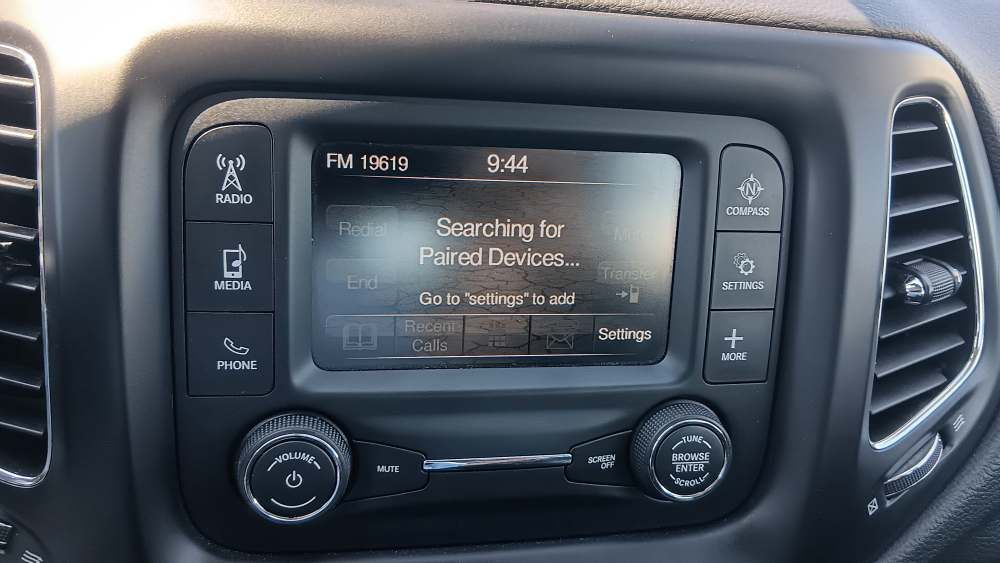 FM 19619
9:44
RADIO
MEDIA
PHONE
Redial
End
Searching for
Paired Devices...
Go to "settings" to add
Transfer
Recent
Calls
Settings
N
COMPASS
SETTINGS
MORE
VOLUME
MUTE
SCREEN
OFF
TUNE
BROWSE
ENTER
SCROLL